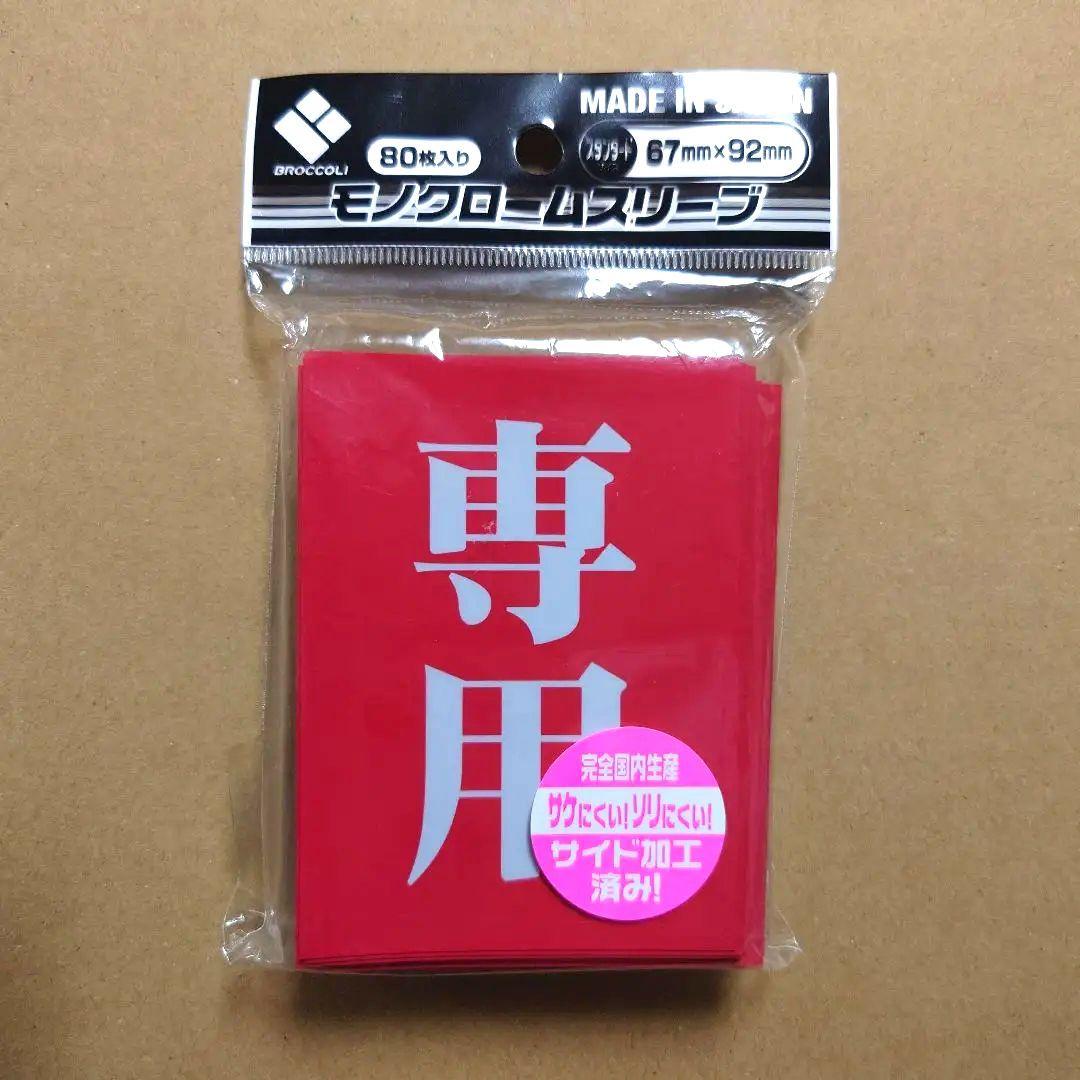 BROCCOLI
80枚入り
MADE IN JAPAN
スタンダード
67mm×92mm
モノクロームスリーブ
専用
完全国内生産
サケにくい!ソリにくい!
サイド加工
済み!